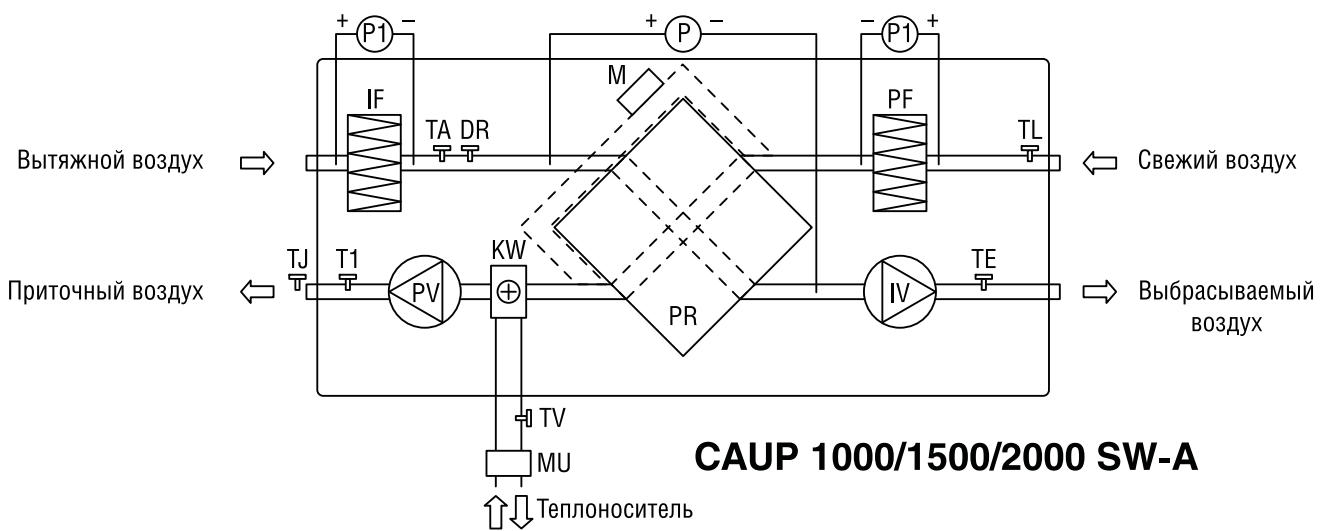 + P1 − + P − − P1 +
M
IF PF
TA DR TL
Вытяжной воздух Свежий воздух
KW
TJ T1 TE
Приточный воздух PV IV Выбрасываемый
воздух
PR
TV
CAUP 1000/1500/2000 SW-A
MU
Теплоноситель